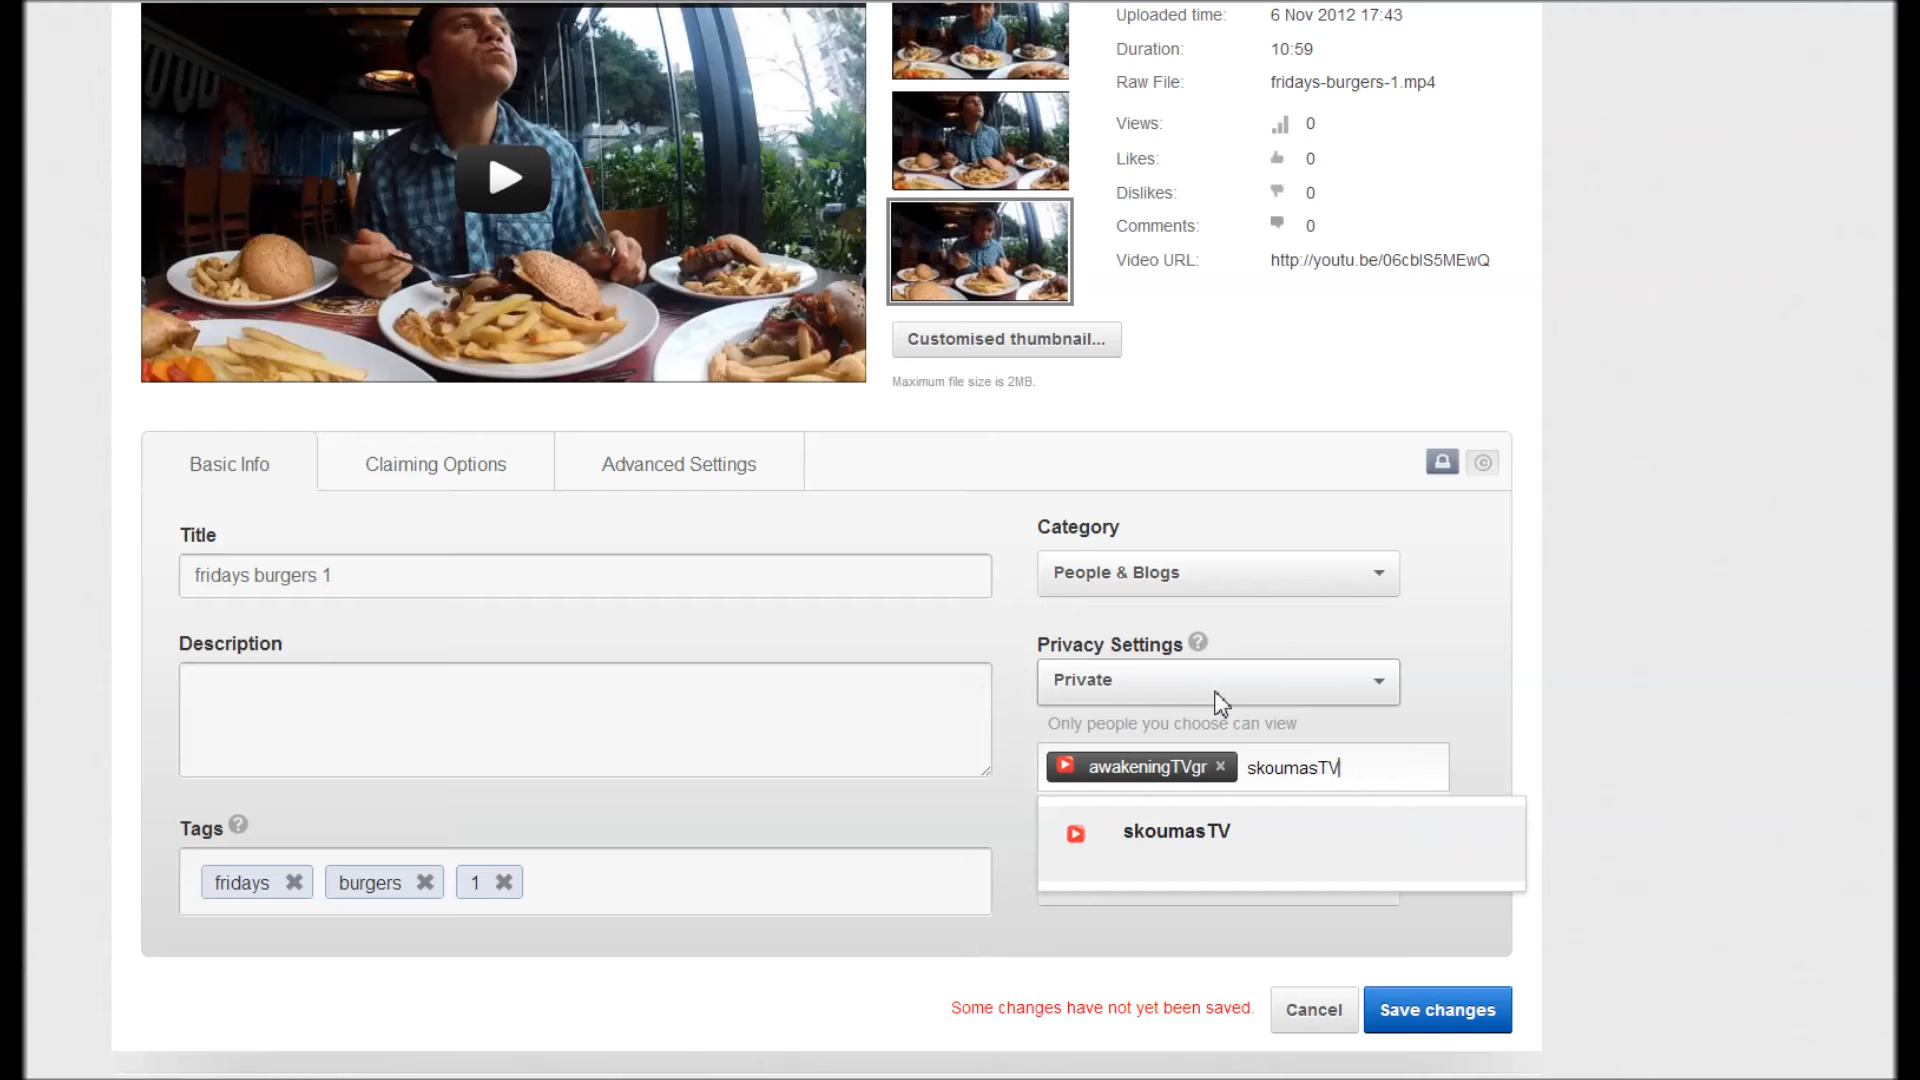 Uploaded time: 6 Nov 2012 17:43
Duration: 10:59
Raw File: fridays-burgers-1.mp4
Views: 0
Likes: 0
Dislikes: 0
Comments: 0
Video URL: http://youtu.be/06cblS5MEwQ
Customised thumbnail...
Maximum file size is 2MB.
Basic Info Claiming Options Advanced Settings
Title
fridays burgers 1
Description
Tags
fridays burgers 1
Category
People & Blogs
Privacy Settings
Private
Only people you choose can view
awakeningTVgr skoumasTV
skoumasTV
Some changes have not yet been saved. Cancel Save changes